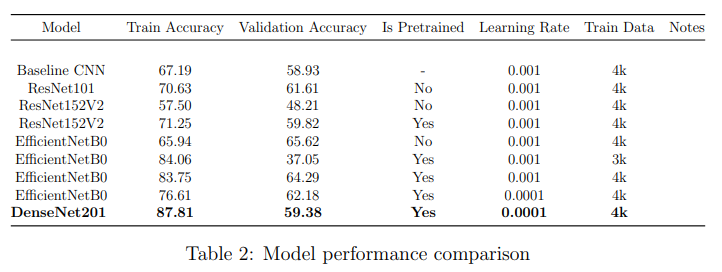 Model Train Accuracy Validation Accuracy Is Pretrained Learning Rate Train Data Notes
Baseline CNN 67.19 58.93 - 0.001 4k
ResNet101 70.63 61.61 No 0.001 4k
ResNet152V2 57.50 48.21 No 0.001 4k
ResNet152V2 71.25 59.82 Yes 0.001 4k
EfficientNetB0 65.94 65.62 No 0.001 4k
EfficientNetB0 84.06 37.05 Yes 0.001 3k
EfficientNetB0 83.75 64.29 Yes 0.001 4k
EfficientNetB0 76.61 62.18 Yes 0.0001 4k
DenseNet201 87.81 59.38 Yes 0.0001 4k
Table 2: Model performance comparison